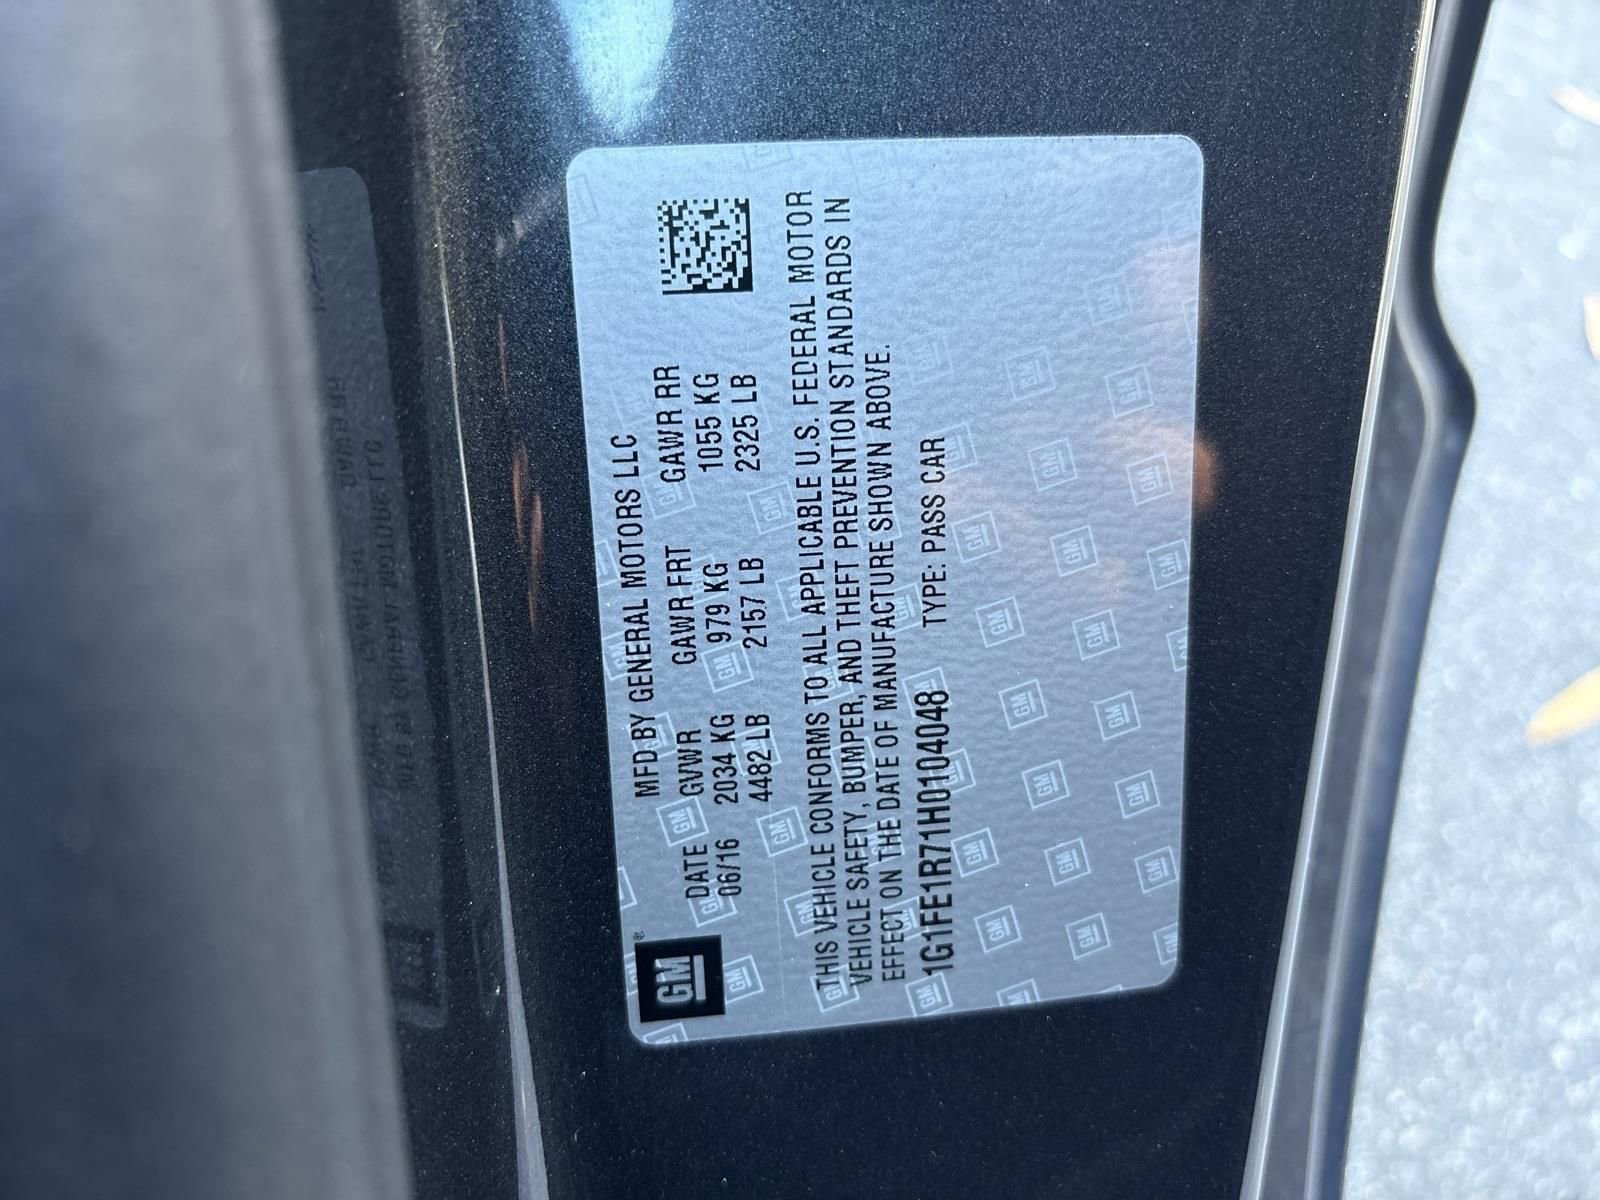 GM®
MFD BY GENERAL MOTORS LLC
DATE GVWR GAWR FRT GAWR RR
06/16 2034 KG 979 KG 1055 KG
4482 LB 2157 LB 2325 LB
THIS VEHICLE CONFORMS TO ALL APPLICABLE U.S. FEDERAL MOTOR
VEHICLE SAFETY, BUMPER, AND THEFT PREVENTION STANDARDS IN
EFFECT ON THE DATE OF MANUFACTURE SHOWN ABOVE.
1G1FE1R71H0104048 TYPE: PASS CAR